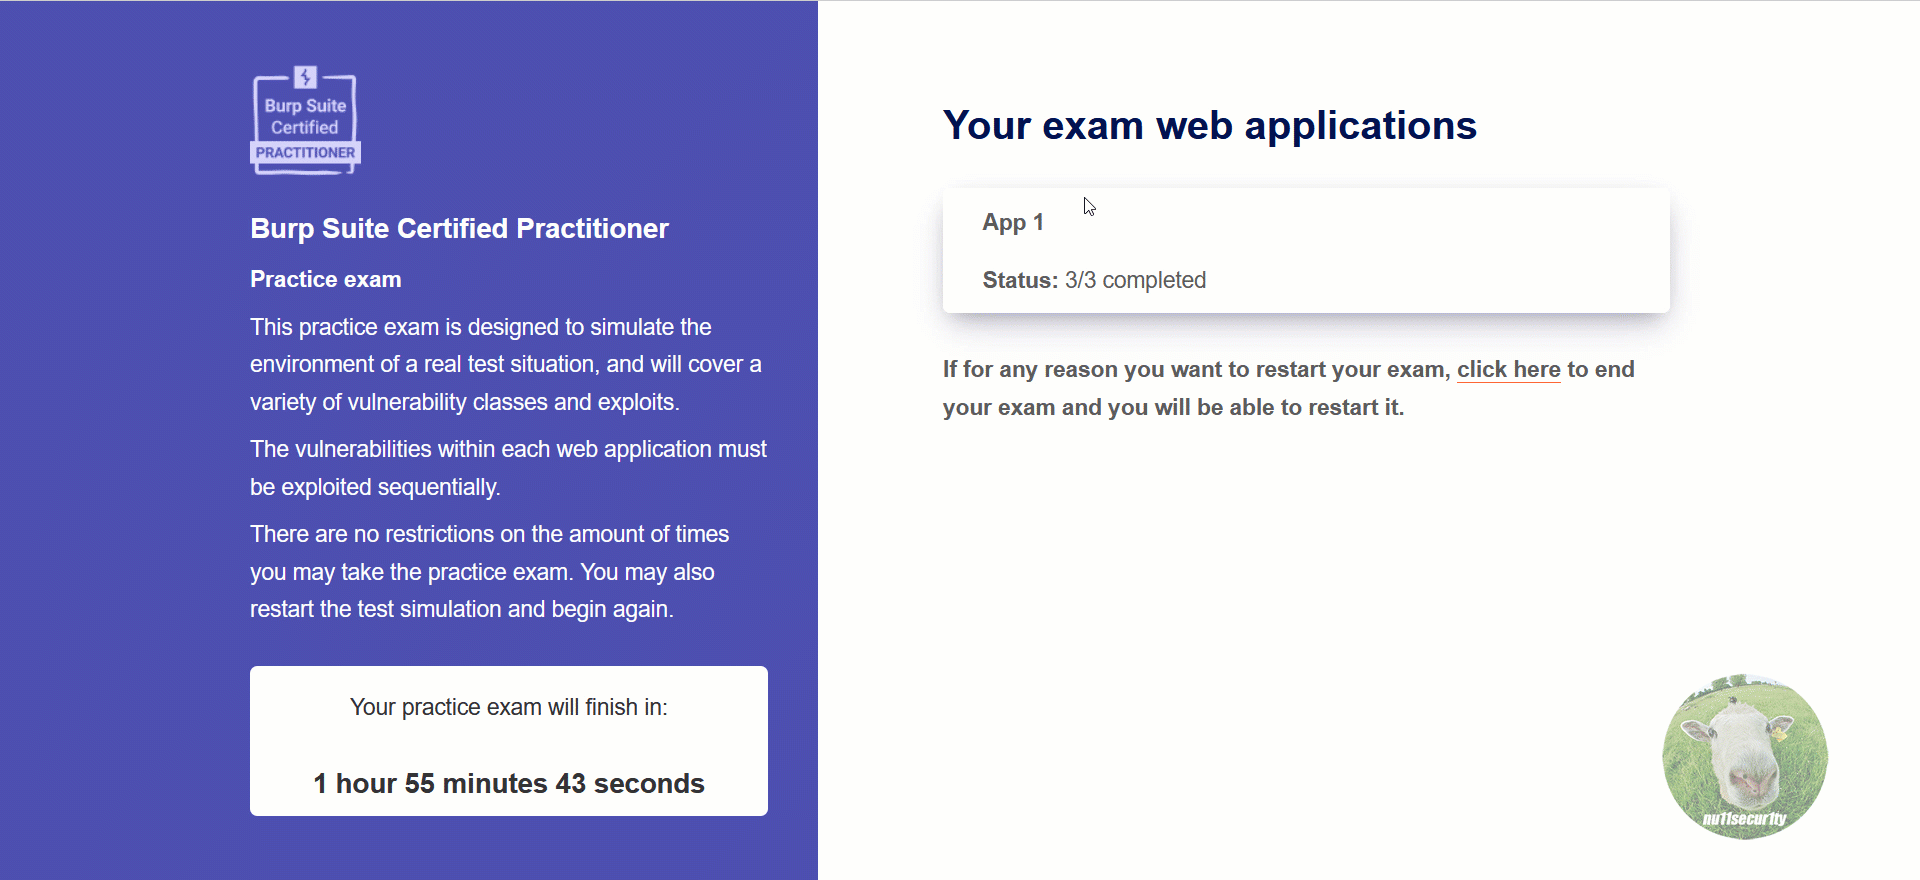 Burp Suite
Certified
PRACTITIONER
Burp Suite Certified Practitioner
Practice exam
This practice exam is designed to simulate the
environment of a real test situation, and will cover a
variety of vulnerability classes and exploits.
The vulnerabilities within each web application must
be exploited sequentially.
There are no restrictions on the amount of times
you may take the practice exam. You may also
restart the test simulation and begin again.
Your practice exam will finish in:
1 hour 55 minutes 43 seconds
Your exam web applications
App 1
Status: 3/3 completed
If for any reason you want to restart your exam, click here to end
your exam and you will be able to restart it.
nu11secur1ty